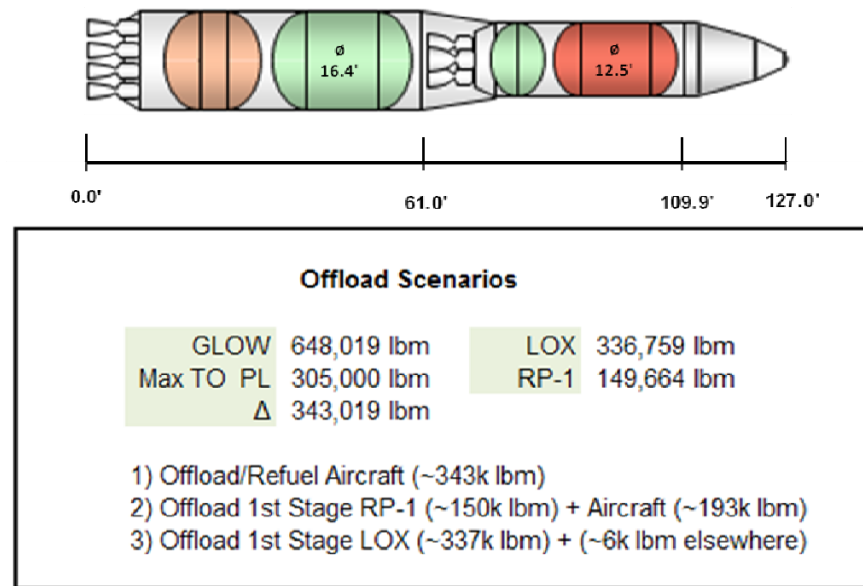 ø ø
16.4' 12.5'
0.0' 61.0' 109.9' 127.0'
Offload Scenarios
GLOW 648,019 lbm LOX 336,759 lbm
Max TO PL 305,000 lbm RP-1 149,664 lbm
Δ 343,019 lbm
1) Offload/Refuel Aircraft (~343k lbm)
2) Offload 1st Stage RP-1 (~150k lbm) + Aircraft (~193k lbm)
3) Offload 1st Stage LOX (~337k lbm) + (~6k lbm elsewhere)